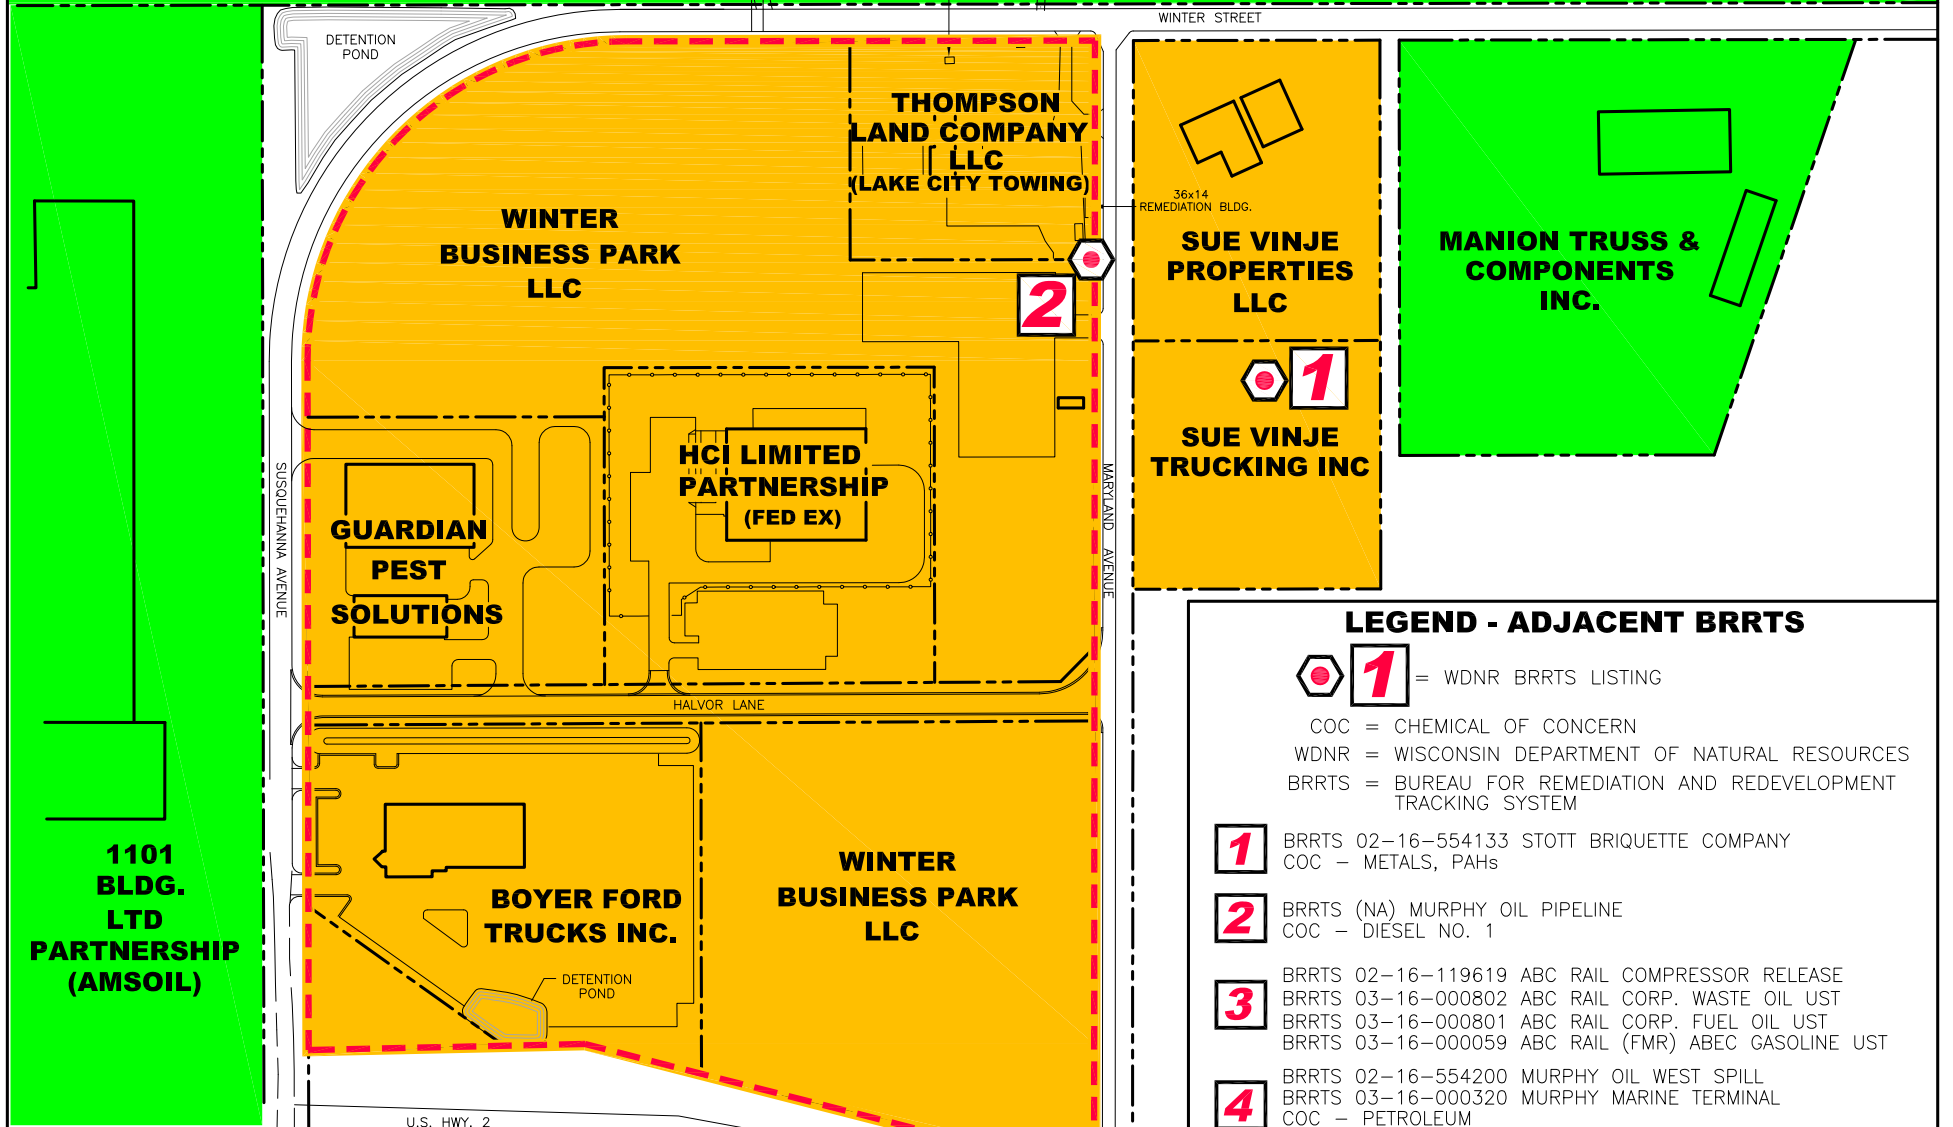 WINTER STREET
DETENTION
POND
THOMPSON
LAND COMPANY
LLC
(LAKE CITY TOWING)
36x14
REMEDIATION BLDG.
WINTER
BUSINESS PARK
LLC
SUE VINJE
PROPERTIES
LLC
MANION TRUSS &
COMPONENTS
INC.
2
1
SUE VINJE
TRUCKING INC
HCI LIMITED
PARTNERSHIP
(FED EX)
GUARDIAN
PEST
SOLUTIONS
SUSQUEHANNA AVENUE
MARYLAND AVENUE
HALVOR LANE
1101
BLDG.
LTD
PARTNERSHIP
(AMSOIL)
BOYER FORD
TRUCKS INC.
WINTER
BUSINESS PARK
LLC
DETENTION
POND
U.S. HWY. 2
LEGEND - ADJACENT BRRTS
1 = WDNR BRRTS LISTING
COC = CHEMICAL OF CONCERN
WDNR = WISCONSIN DEPARTMENT OF NATURAL RESOURCES
BRRTS = BUREAU FOR REMEDIATION AND REDEVELOPMENT
TRACKING SYSTEM
1 BRRTS 02-16-554133 STOTT BRIQUETTE COMPANY
COC - METALS, PAHs
2 BRRTS (NA) MURPHY OIL PIPELINE
COC - DIESEL NO. 1
3 BRRTS 02-16-119619 ABC RAIL COMPRESSOR RELEASE
BRRTS 03-16-000802 ABC RAIL CORP. WASTE OIL UST
BRRTS 03-16-000801 ABC RAIL CORP. FUEL OIL UST
BRRTS 03-16-000059 ABC RAIL (FMR) ABEC GASOLINE UST
4 BRRTS 02-16-554200 MURPHY OIL WEST SPILL
BRRTS 03-16-000320 MURPHY MARINE TERMINAL
COC - PETROLEUM